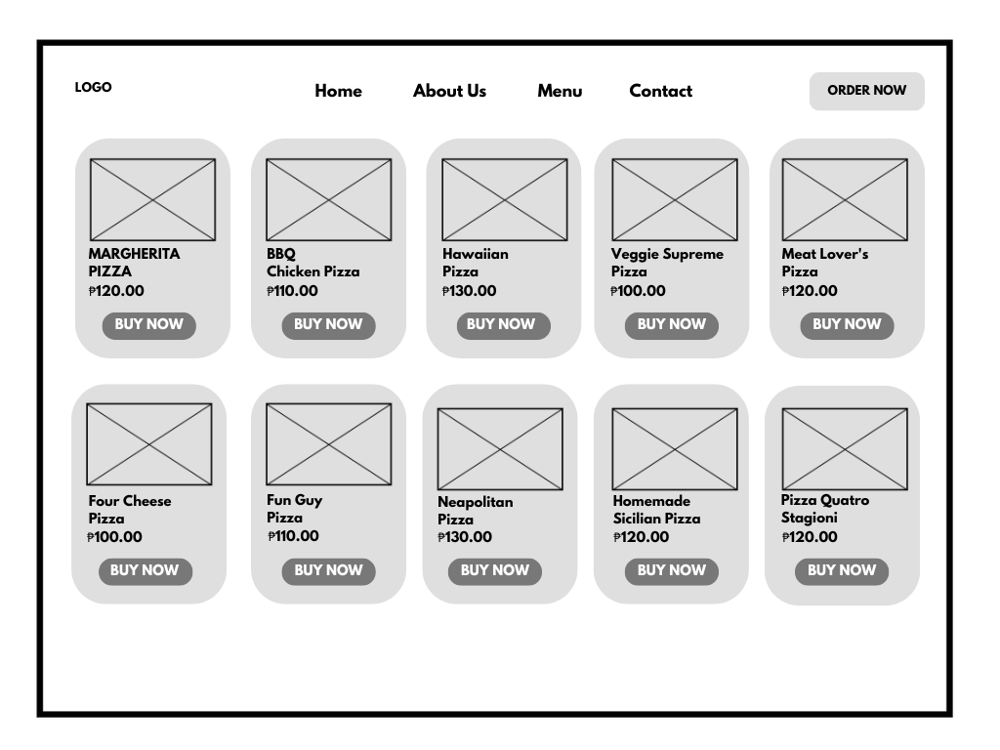 LOGO
Home
About Us
Menu
Contact
ORDER NOW
MARGHERITA
PIZZA
₱120.00
BUY NOW
BBQ
Chicken Pizza
₱110.00
BUY NOW
Hawaiian
Pizza
₱130.00
BUY NOW
Veggie Supreme
Pizza
₱100.00
BUY NOW
Meat Lover's
Pizza
₱120.00
BUY NOW
Four Cheese
Pizza
₱100.00
BUY NOW
Fun Guy
Pizza
₱110.00
BUY NOW
Neapolitan
Pizza
₱130.00
BUY NOW
Homemade
Sicilian Pizza
₱120.00
BUY NOW
Pizza Quatro
Stagioni
₱120.00
BUY NOW